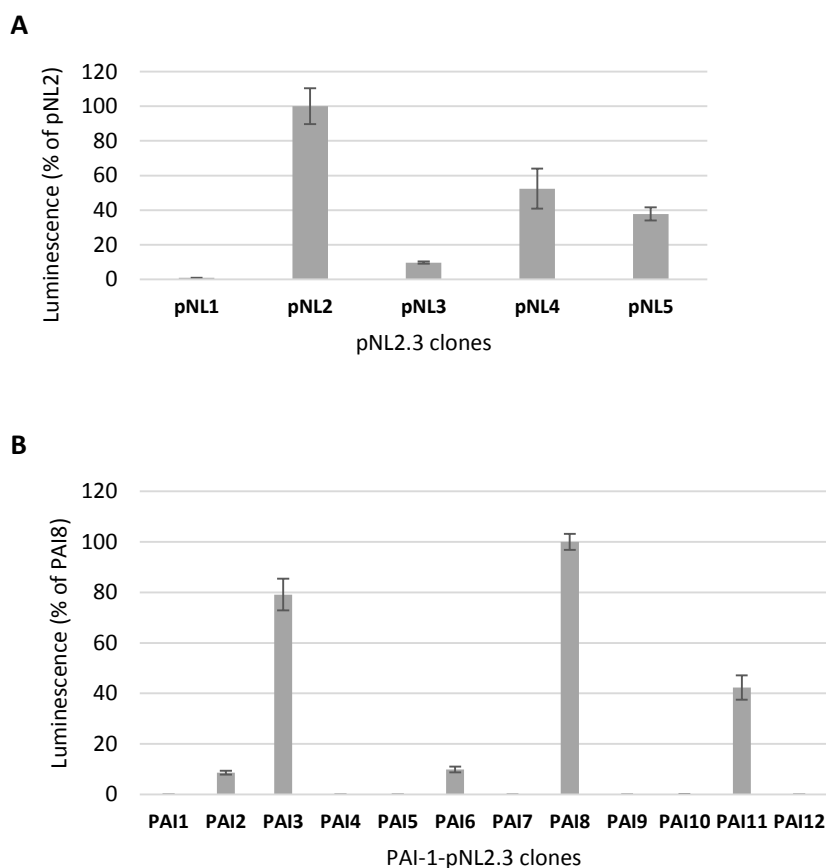 A
Luminescence (% of pNL2)
120
100
80
60
40
20
0
pNL1 pNL2 pNL3 pNL4 pNL5
pNL2.3 clones
B
Luminescence (% of PAI8)
120
100
80
60
40
20
0
PAI1 PAI2 PAI3 PAI4 PAI5 PAI6 PAI7 PAI8 PAI9 PAI10 PAI11 PAI12
PAI-1-pNL2.3 clones